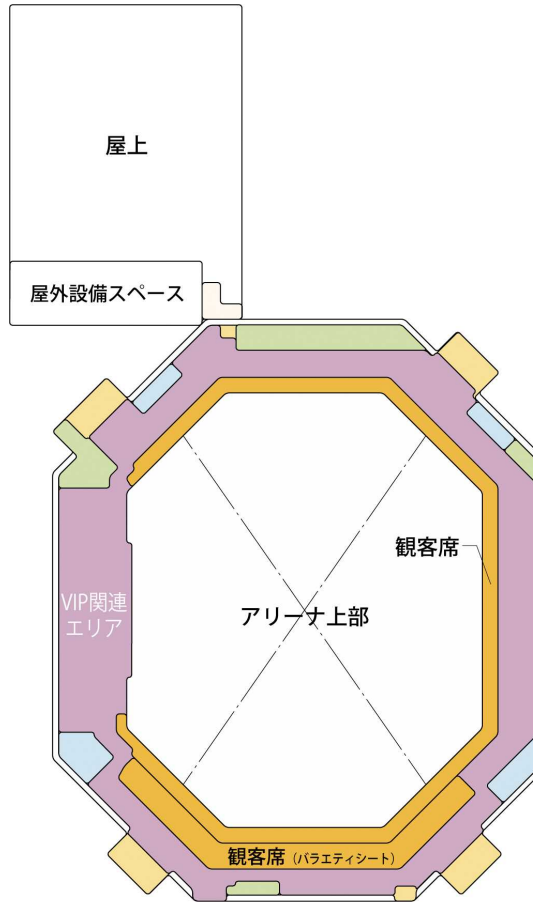 屋上
屋外設備スペース
観客席
VIP関連
エリア
アリーナ上部
観客席（バラエティシート）